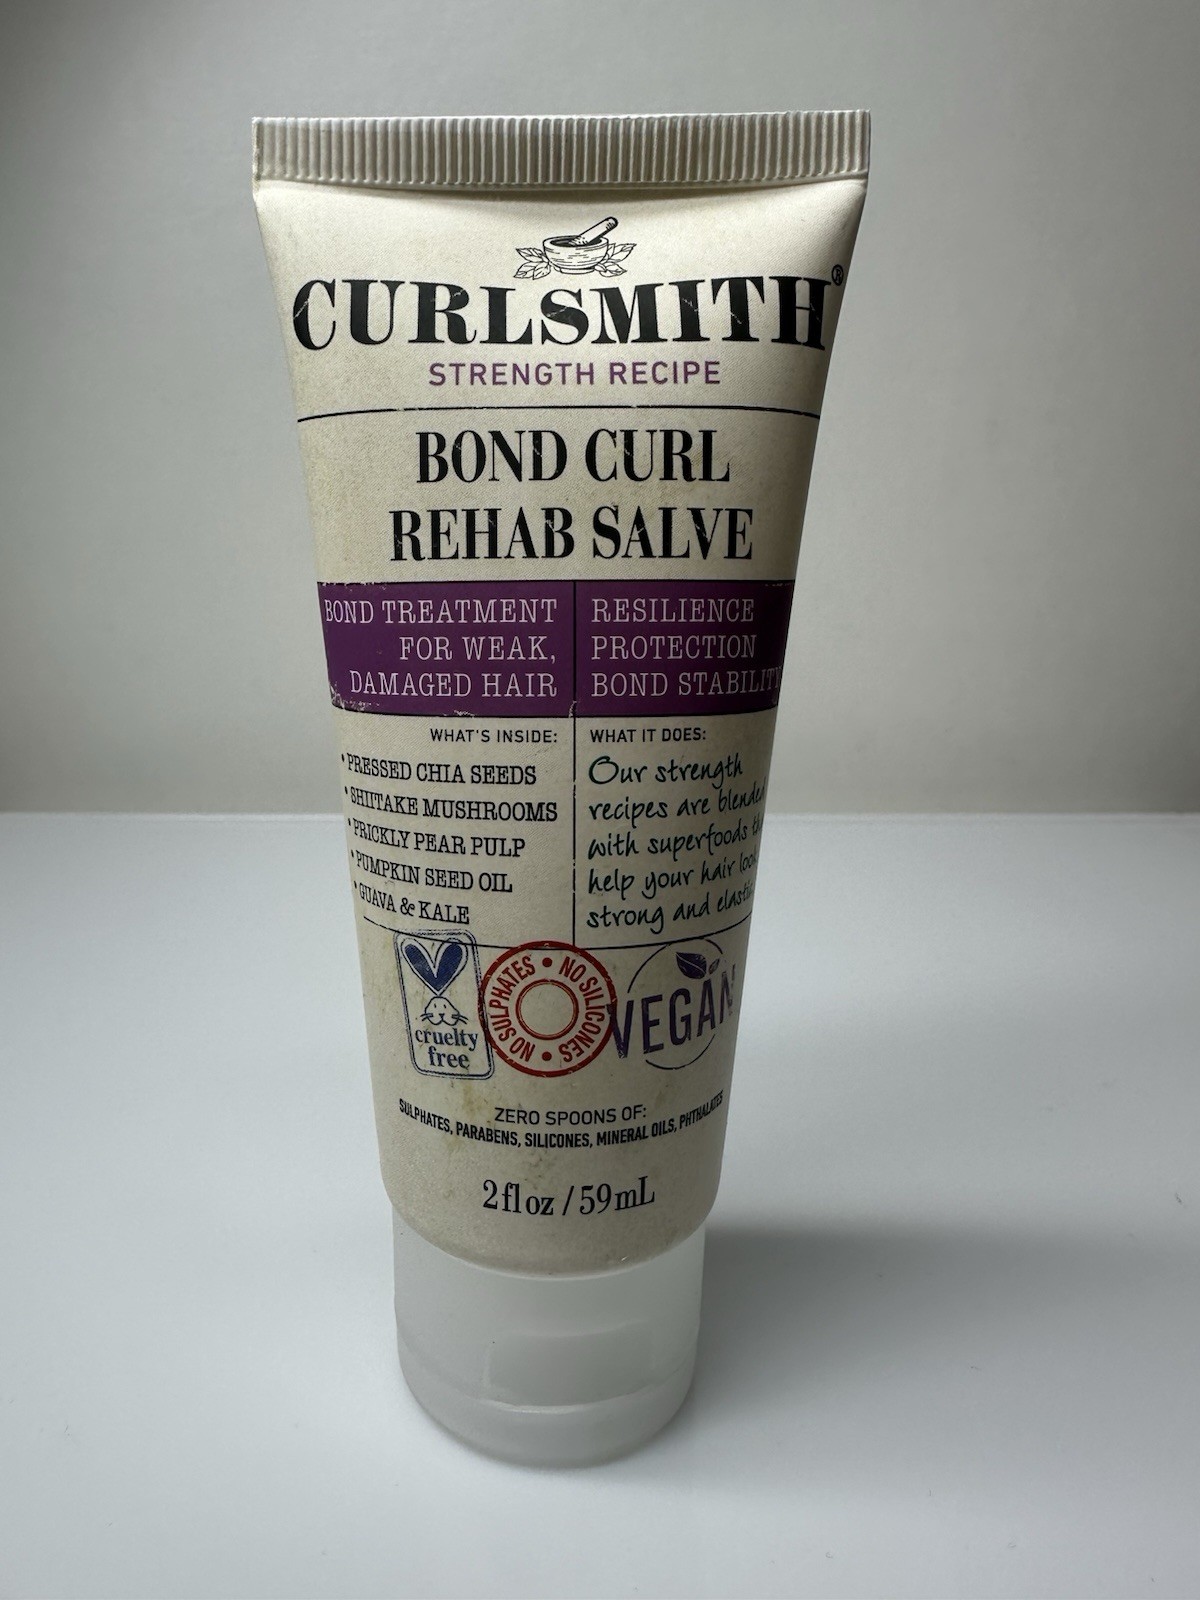 CURLSMITH®
STRENGTH RECIPE
BOND CURL
REHAB SALVE
BOND TREATMENT
FOR WEAK,
DAMAGED HAIR
RESILIENCE
PROTECTION
BOND STABILITY
WHAT'S INSIDE:
• PRESSED CHIA SEEDS
• SHIITAKE MUSHROOMS
• PRICKLY PEAR PULP
• PUMPKIN SEED OIL
• GUAVA & KALE
WHAT IT DOES:
Our strength
recipes are blended
with superfoods
help your hair look
strong and elastic
cruelty
free
NO SULPHATES • NO SILICONES •
VEGAN
ZERO SPOONS OF:
SULPHATES, PARABENS, SILICONES, MINERAL OILS, PHTHALATES
2 fl oz / 59 mL